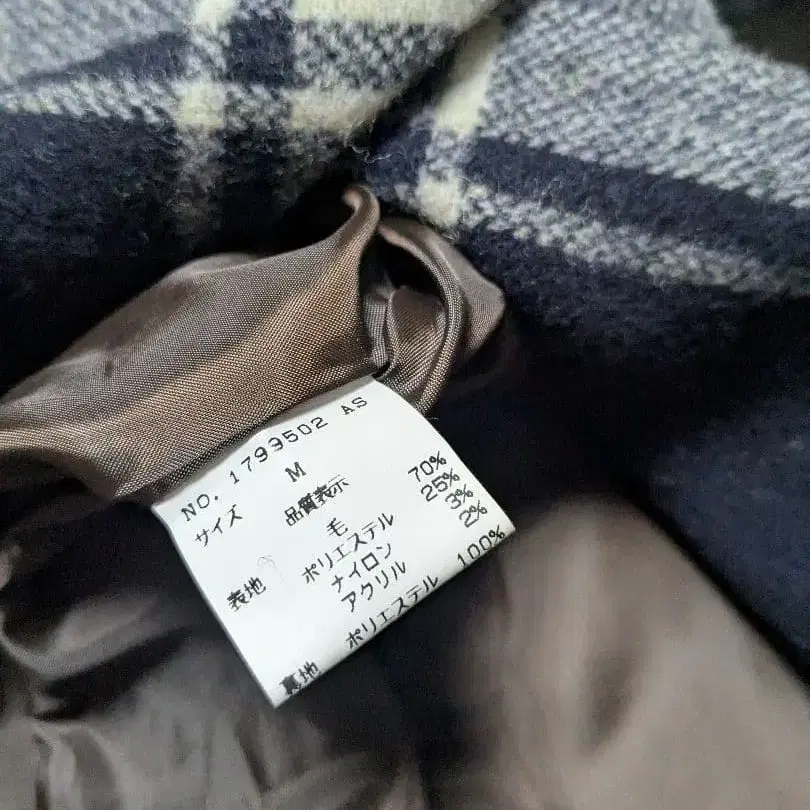 NO. 1793502 AS
サイズ M
品質表示
表地 毛 70%
ポリエステル 25%
ナイロン 3%
アクリル 2%
裏地 ポリエステル 100%